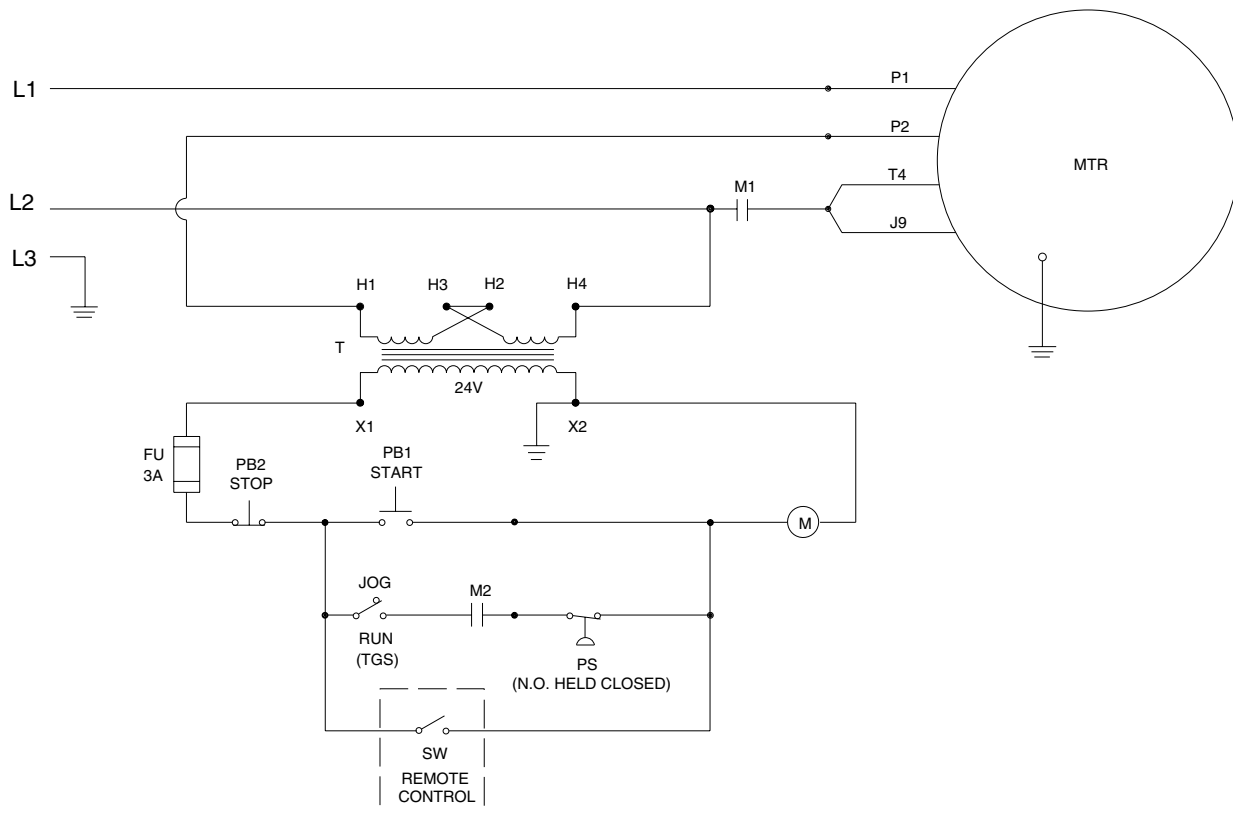 L1
P1
P2
MTR
T4
M1
L2
J9
L3
H1
H3
H2
H4
T
24V
X1
X2
FU
3A
PB2
STOP
PB1
START
M
JOG
M2
RUN
(TGS)
PS
(N.O. HELD CLOSED)
SW
REMOTE
CONTROL